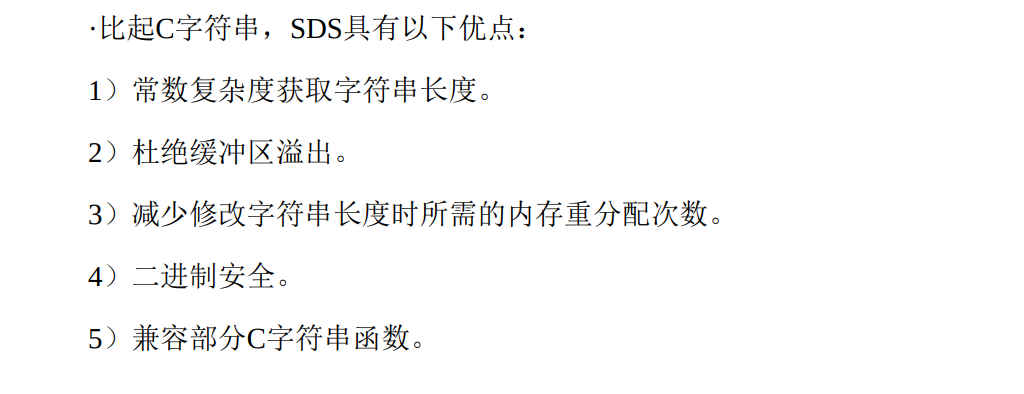 ·比起C字符串，SDS具有以下优点：
1）常数复杂度获取字符串长度。
2）杜绝缓冲区溢出。
3）减少修改字符串长度时所需的内存重分配次数。
4）二进制安全。
5）兼容部分C字符串函数。